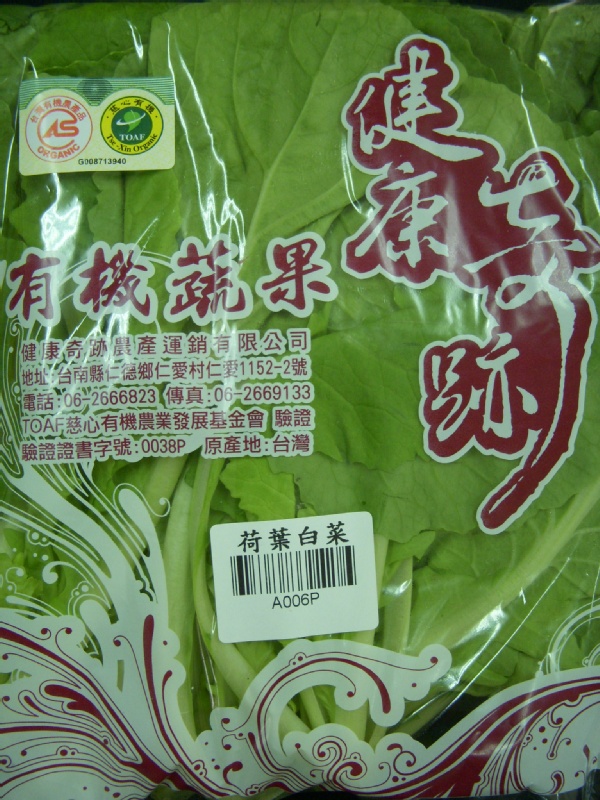 台灣有機農產品
CAS
ORGANIC
慈心有機
TOAF
Tse-Xin Organic
G008713940
健康奇跡
有機蔬果
健康奇跡農產運銷有限公司
地址:台南縣仁德鄉仁愛村仁愛1152-2號
電話:06-2666823 傳真:06-2669133
TOAF慈心有機農業發展基金會 驗證
驗證證書字號:0038P 原產地:台灣
荷葉白菜
A006P